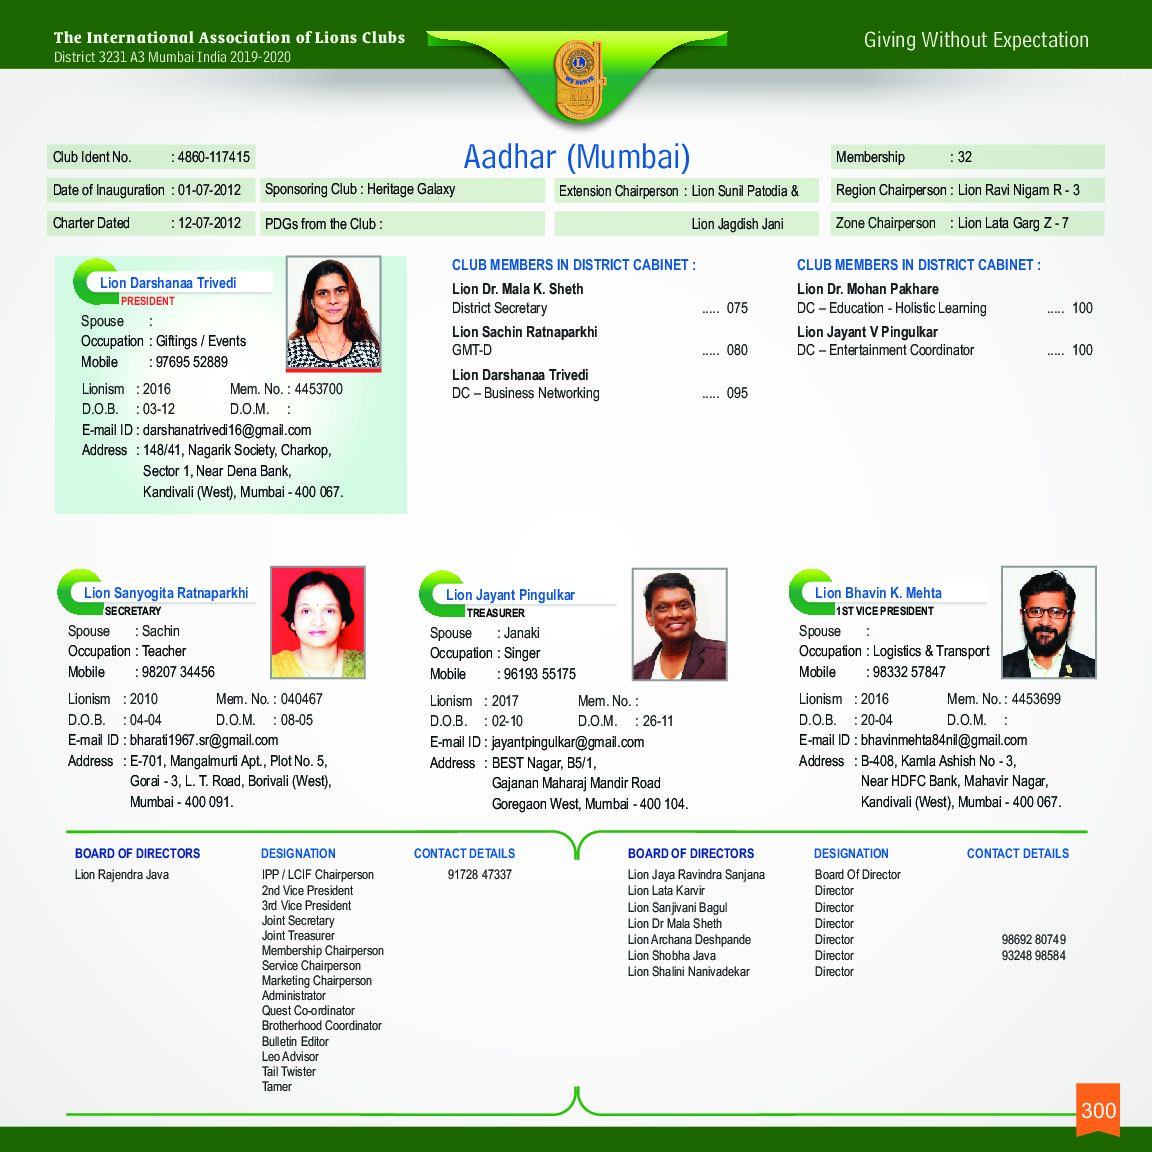 The International Association of Lions Clubs
District 3231 A3 Mumbai India 2019-2020
Giving Without Expectation
L
WE SERVE
Aadhar (Mumbai)
Club Ident No. : 4860-117415
Membership : 32
Date of Inauguration : 01-07-2012
Sponsoring Club : Heritage Galaxy
Extension Chairperson : Lion Sunil Patodia &
Region Chairperson : Lion Ravi Nigam R - 3
Charter Dated : 12-07-2012
PDGs from the Club :
Lion Jagdish Jani
Zone Chairperson : Lion Lata Garg Z - 7
Lion Darshanaa Trivedi
PRESIDENT
Spouse :
Occupation : Giftings / Events
Mobile : 97695 52889
Lionism : 2016 Mem. No. : 4453700
D.O.B. : 03-12 D.O.M. :
E-mail ID : darshanatrivedi16@gmail.com
Address : 148/41, Nagarik Society, Charkop,
Sector 1, Near Dena Bank,
Kandivali (West), Mumbai - 400 067.
CLUB MEMBERS IN DISTRICT CABINET :
Lion Dr. Mala K. Sheth
District Secretary ..... 075
Lion Sachin Ratnaparkhi
GMT-D ..... 080
Lion Darshanaa Trivedi
DC – Business Networking ..... 095
CLUB MEMBERS IN DISTRICT CABINET :
Lion Dr. Mohan Pakhare
DC – Education - Holistic Learning ..... 100
Lion Jayant V Pingulkar
DC – Entertainment Coordinator ..... 100
Lion Sanyogita Ratnaparkhi
SECRETARY
Spouse : Sachin
Occupation : Teacher
Mobile : 98207 34456
Lionism : 2010 Mem. No. : 040467
D.O.B. : 04-04 D.O.M. : 08-05
E-mail ID : bharati1967.sr@gmail.com
Address : E-701, Mangalmurti Apt., Plot No. 5,
Gorai - 3, L. T. Road, Borivali (West),
Mumbai - 400 091.
Lion Jayant Pingulkar
TREASURER
Spouse : Janaki
Occupation : Singer
Mobile : 96193 55175
Lionism : 2017 Mem. No. :
D.O.B. : 02-10 D.O.M. : 26-11
E-mail ID : jayantpingulkar@gmail.com
Address : BEST Nagar, B5/1,
Gajanan Maharaj Mandir Road
Goregaon West, Mumbai - 400 104.
Lion Bhavin K. Mehta
1ST VICE PRESIDENT
Spouse :
Occupation : Logistics & Transport
Mobile : 98332 57847
Lionism : 2016 Mem. No. : 4453699
D.O.B. : 20-04 D.O.M. :
E-mail ID : bhavinmehta84nil@gmail.com
Address : B-408, Kamla Ashish No - 3,
Near HDFC Bank, Mahavir Nagar,
Kandivali (West), Mumbai - 400 067.
BOARD OF DIRECTORS DESIGNATION CONTACT DETAILS
Lion Rajendra Java IPP / LCIF Chairperson 91728 47337
2nd Vice President
3rd Vice President
Joint Secretary
Joint Treasurer
Membership Chairperson
Service Chairperson
Marketing Chairperson
Administrator
Quest Co-ordinator
Brotherhood Coordinator
Bulletin Editor
Leo Advisor
Tail Twister
Tamer
BOARD OF DIRECTORS DESIGNATION CONTACT DETAILS
Lion Jaya Ravindra Sanjana Board Of Director
Lion Lata Karvir Director
Lion Sanjivani Bagul Director
Lion Dr Mala Sheth Director
Lion Archana Deshpande Director 98692 80749
Lion Shobha Java Director 93248 98584
Lion Shalini Nanivadekar Director
300